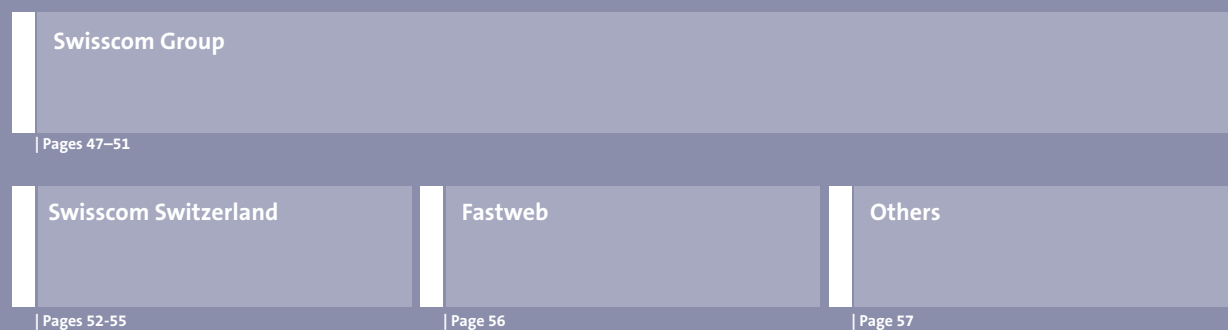 Swisscom Group
| Pages 47–51
Swisscom Switzerland
Fastweb
Others
| Pages 52-55
| Page 56
| Page 57